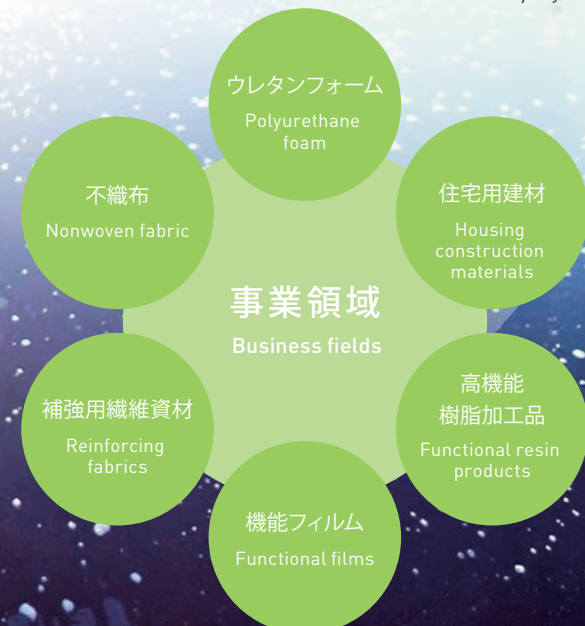 ウレタンフォーム
Polyurethane
foam
不織布
Nonwoven fabric
住宅用建材
Housing
construction
materials
事業領域
Business fields
補強用繊維資材
Reinforcing
fabrics
高機能
樹脂加工品
Functional resin
products
機能フィルム
Functional films